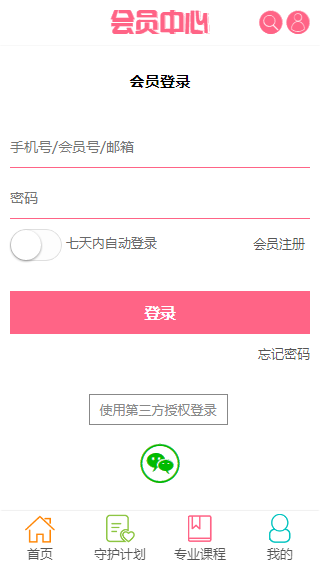 会员中心
会员登录
手机号/会员号/邮箱
密码
七天内自动登录 会员注册
登录
忘记密码
使用第三方授权登录
首页 守护计划 专业课程 我的